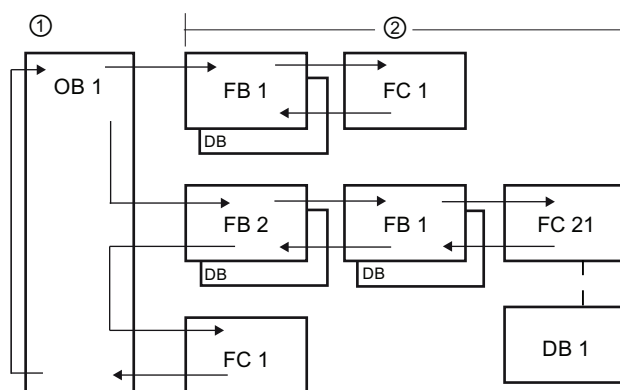 ① ②
OB 1 FB 1 FC 1
DB
FB 2 FB 1 FC 21
DB DB
FC 1 DB 1